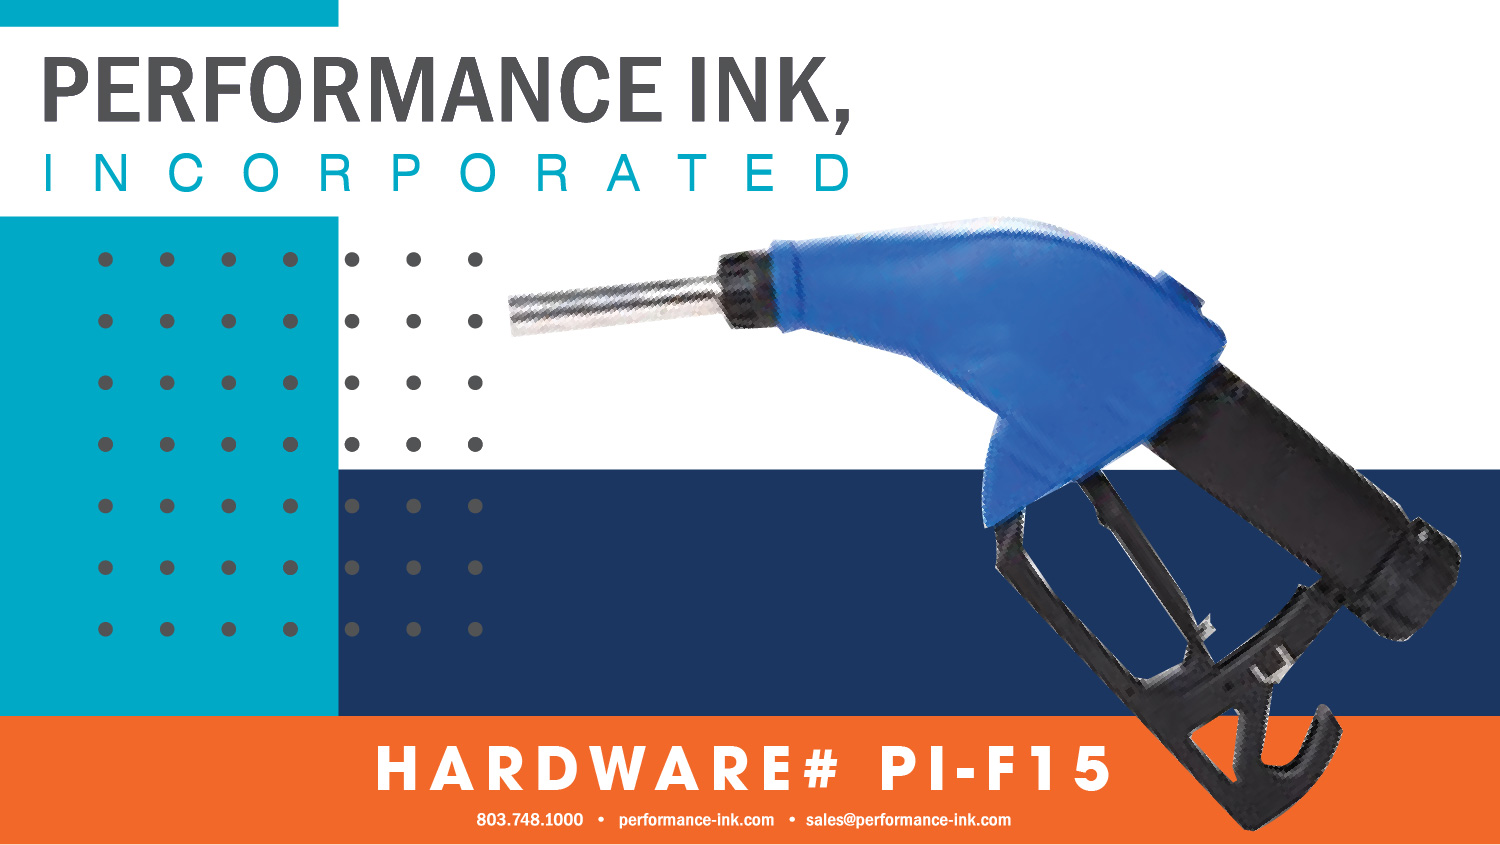 PERFORMANCE INK,
INCORPORATED
HARDWARE# PI-F15
803.748.1000 • performance-ink.com • sales@performance-ink.com